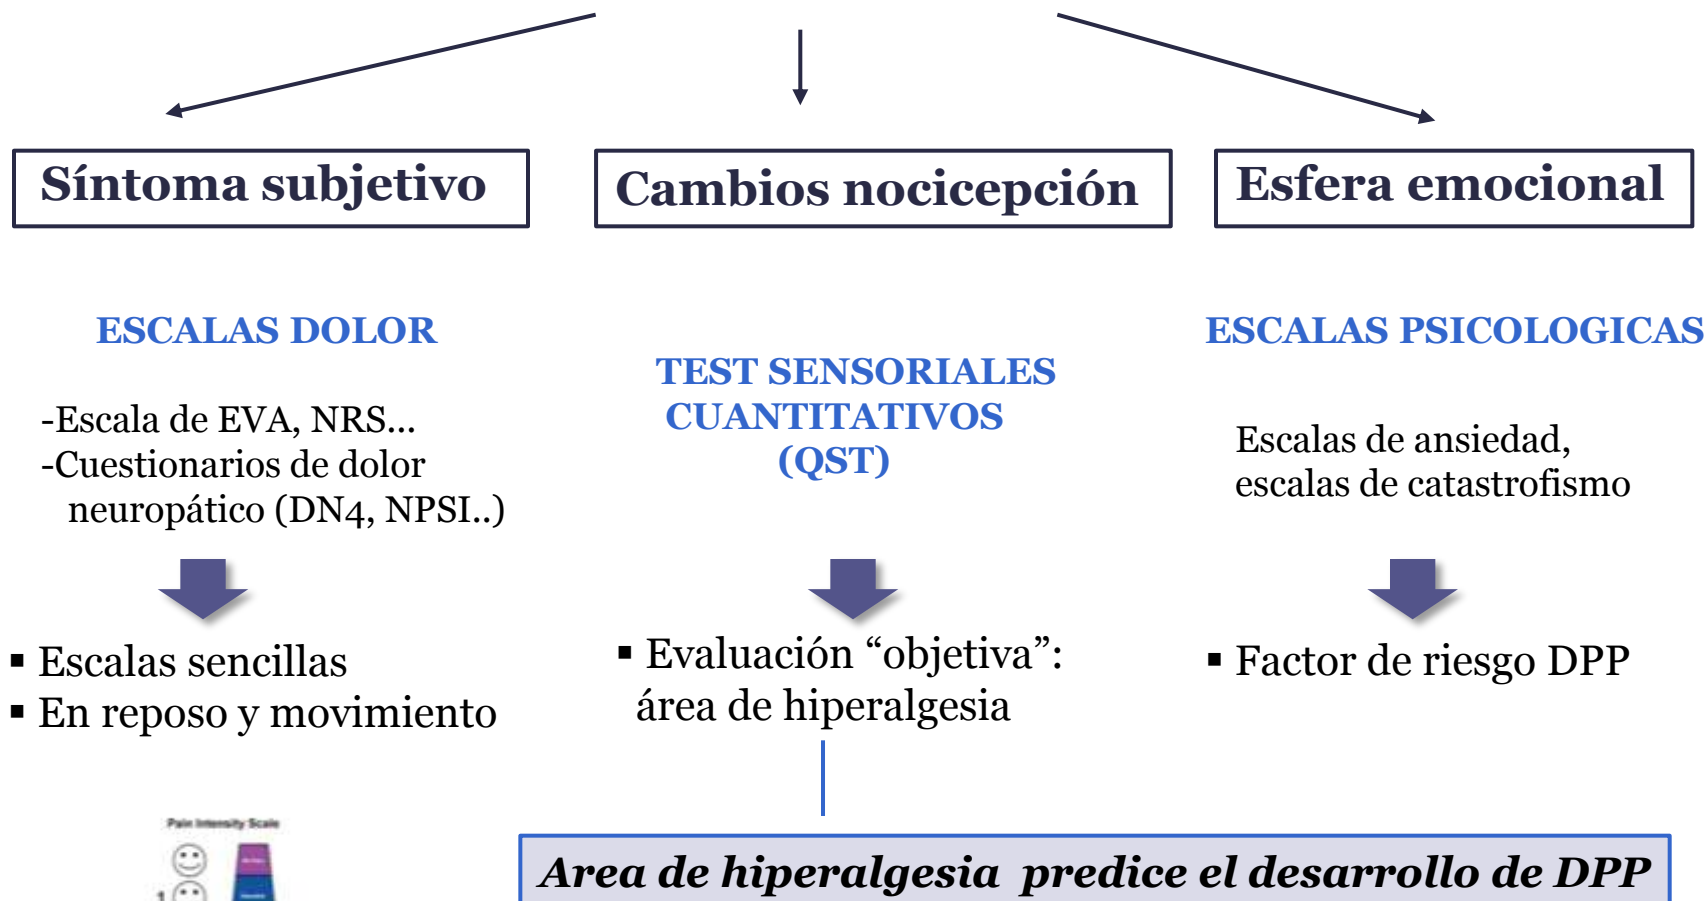 Síntoma subjetivo
Cambios nocicepción
Esfera emocional
ESCALAS DOLOR
-Escala de EVA, NRS...
-Cuestionarios de dolor
neuropático (DN4, NPSI..)
▪ Escalas sencillas
▪ En reposo y movimiento
TEST SENSORIALES
CUANTITATIVOS
(QST)
▪ Evaluación “objetiva”:
área de hiperalgesia
ESCALAS PSICOLOGICAS
Escalas de ansiedad,
escalas de catastrofismo
▪ Factor de riesgo DPP
Pain Intensity Scale
1
Area de hiperalgesia predice el desarrollo de DPP